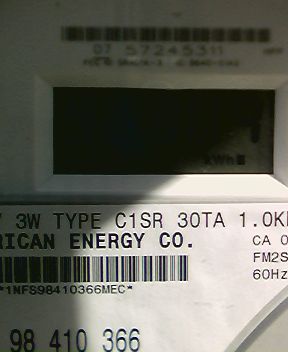 07 57245311
kWh
3W TYPE C1SR 30TA 1.0K
RICAN ENERGY CO.
CA 0
FM2S
60Hz
*1NFS98410366MEC*
98 410 366